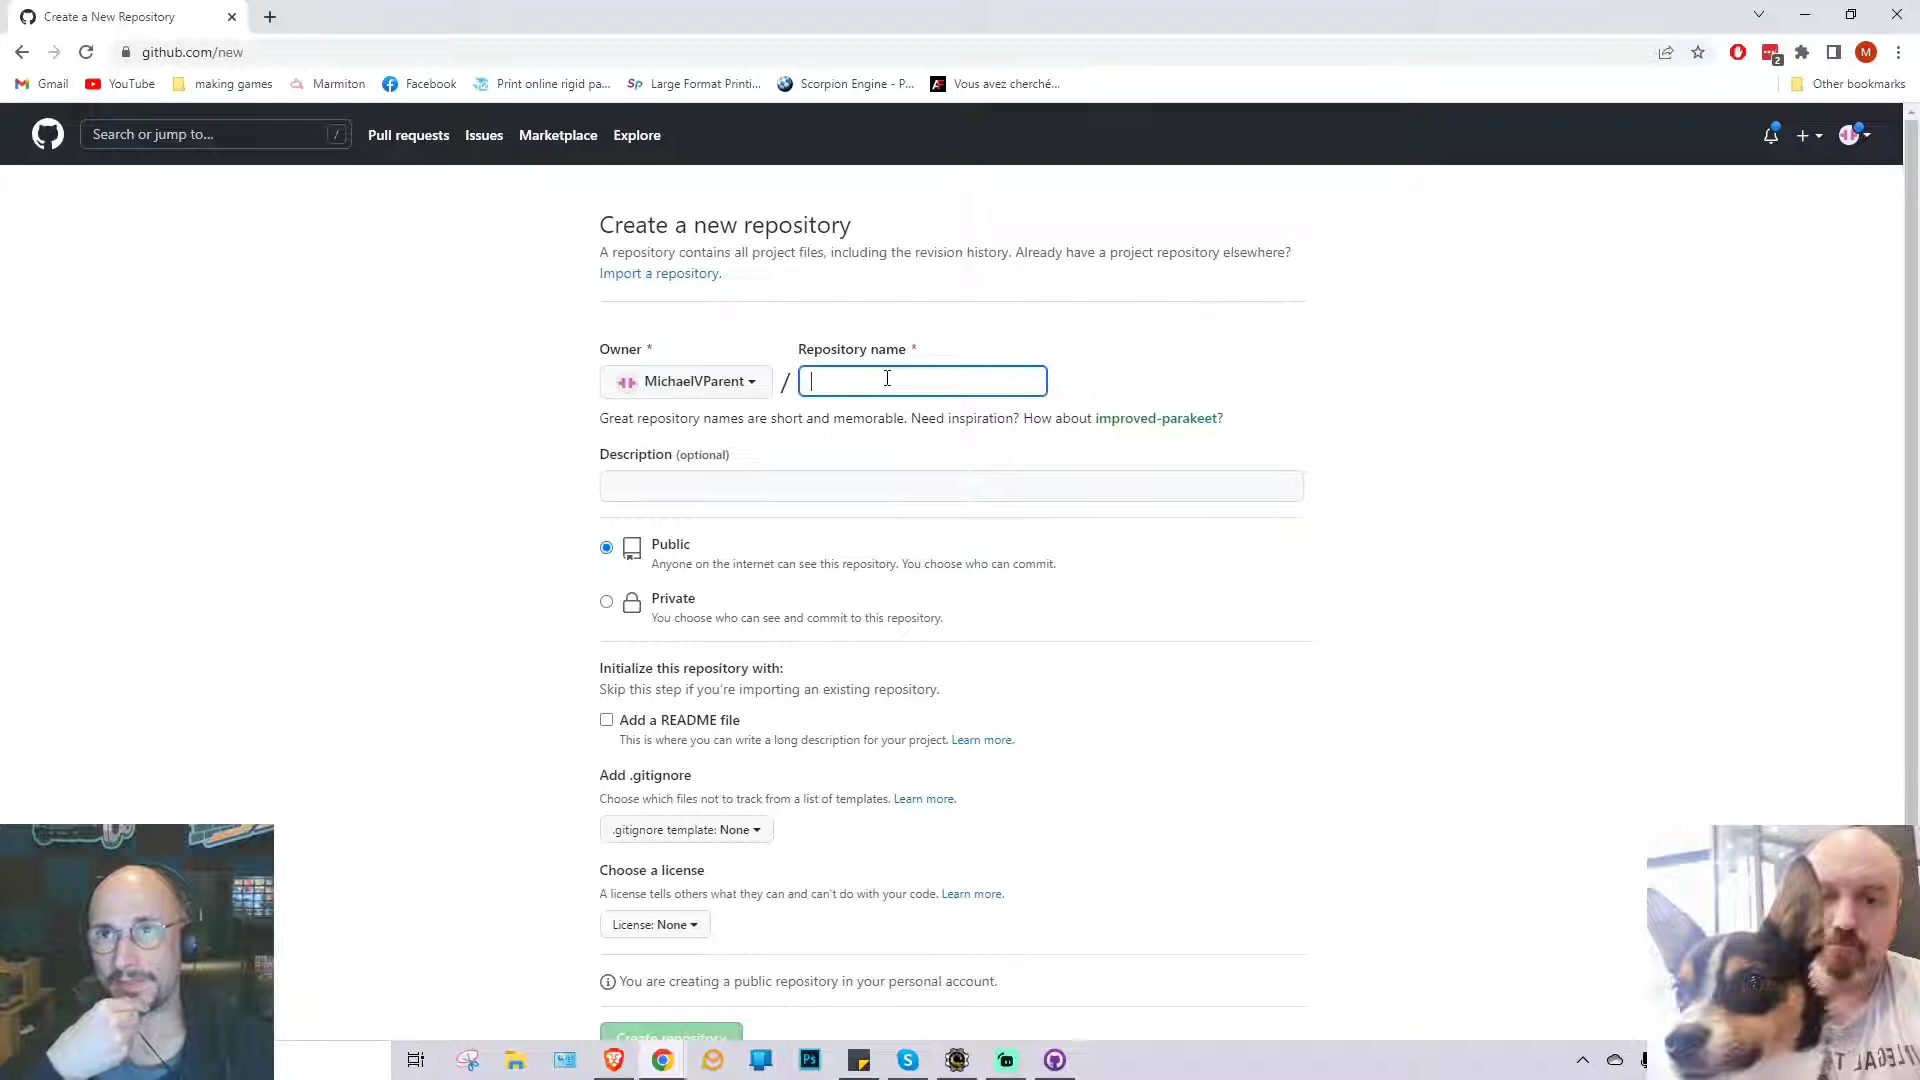 Create a New Repository
github.com/new
M
2
Gmail YouTube making games Marmiton Facebook Print online rigid pa... Sp Large Format Printi... Scorpion Engine - P... Vous avez cherché... Other bookmarks
Search or jump to... / Pull requests Issues Marketplace Explore
Create a new repository
A repository contains all project files, including the revision history. Already have a project repository elsewhere?
Import a repository.
Owner * Repository name *
MichaelVParent /
Great repository names are short and memorable. Need inspiration? How about improved-parakeet?
Description (optional)
Public
Anyone on the internet can see this repository. You choose who can commit.
Private
You choose who can see and commit to this repository.
Initialize this repository with:
Skip this step if you're importing an existing repository.
Add a README file
This is where you can write a long description for your project. Learn more.
Add .gitignore
Choose which files not to track from a list of templates. Learn more.
.gitignore template: None
Choose a license
A license tells others what they can and can't do with your code. Learn more.
License: None
You are creating a public repository in your personal account.
Create repository
Ps